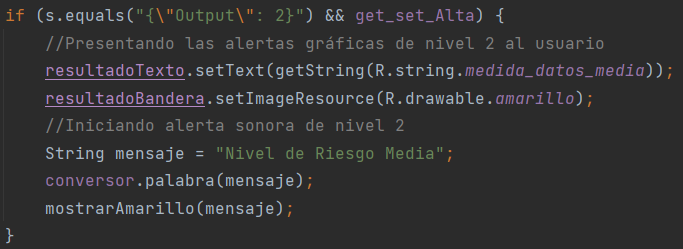 if (s.equals("{\"Output\": 2}") && get_set_Alta) {
//Presentando las alertas gráficas de nivel 2 al usuario
resultadoTexto.setText(getString(R.string.medida_datos_media));
resultadoBandera.setImageResource(R.drawable.amarillo);
//Iniciando alerta sonora de nivel 2
String mensaje = "Nivel de Riesgo Media";
conversor.palabra(mensaje);
mostrarAmarillo(mensaje);
}